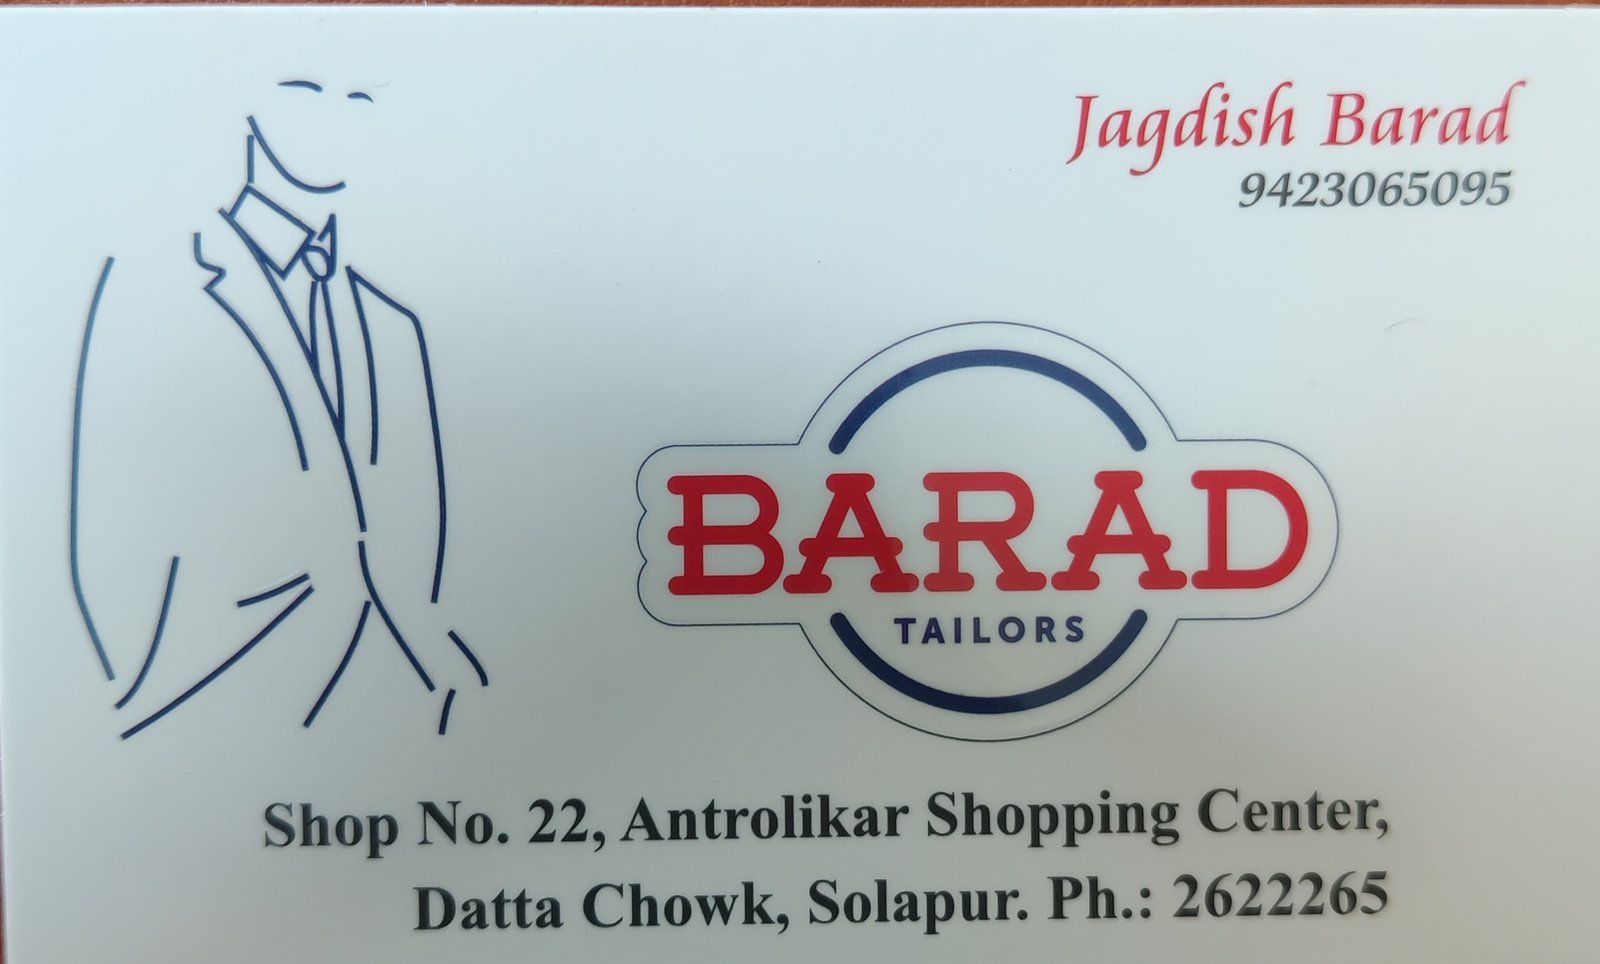 Jagdish Barad
9423065095
BARAD
TAILORS
Shop No. 22, Antrolikar Shopping Center,
Datta Chowk, Solapur. Ph.: 2622265